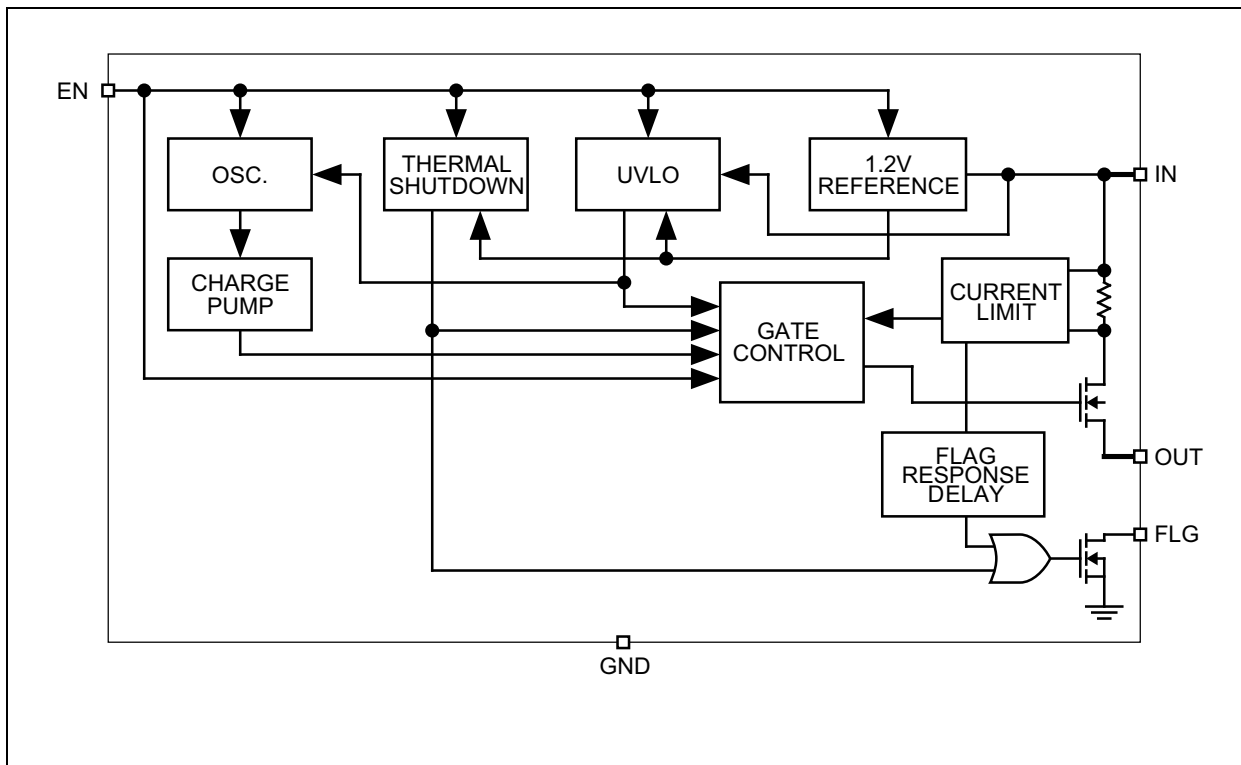 EN
OSC.
THERMAL
SHUTDOWN
UVLO
1.2V
REFERENCE
IN
CHARGE
PUMP
GATE
CONTROL
CURRENT
LIMIT
FLAG
RESPONSE
DELAY
OUT
FLG
GND